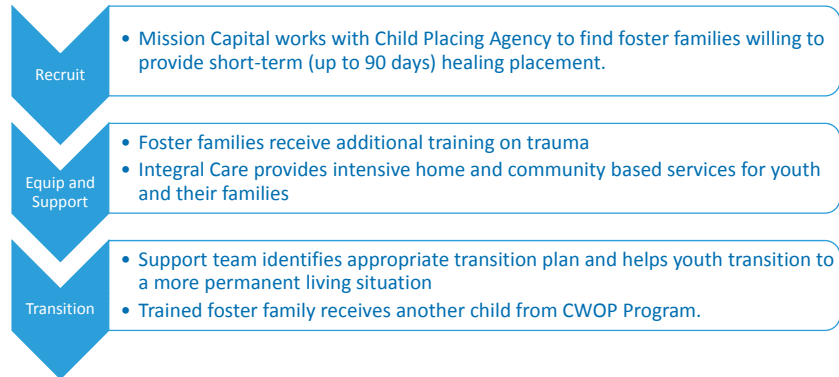 Recruit
• Mission Capital works with Child Placing Agency to find foster families willing to
provide short-term (up to 90 days) healing placement.
Equip and
Support
• Foster families receive additional training on trauma
• Integral Care provides intensive home and community based services for youth
and their families
Transition
• Support team identifies appropriate transition plan and helps youth transition to
a more permanent living situation
• Trained foster family receives another child from CWOP Program.